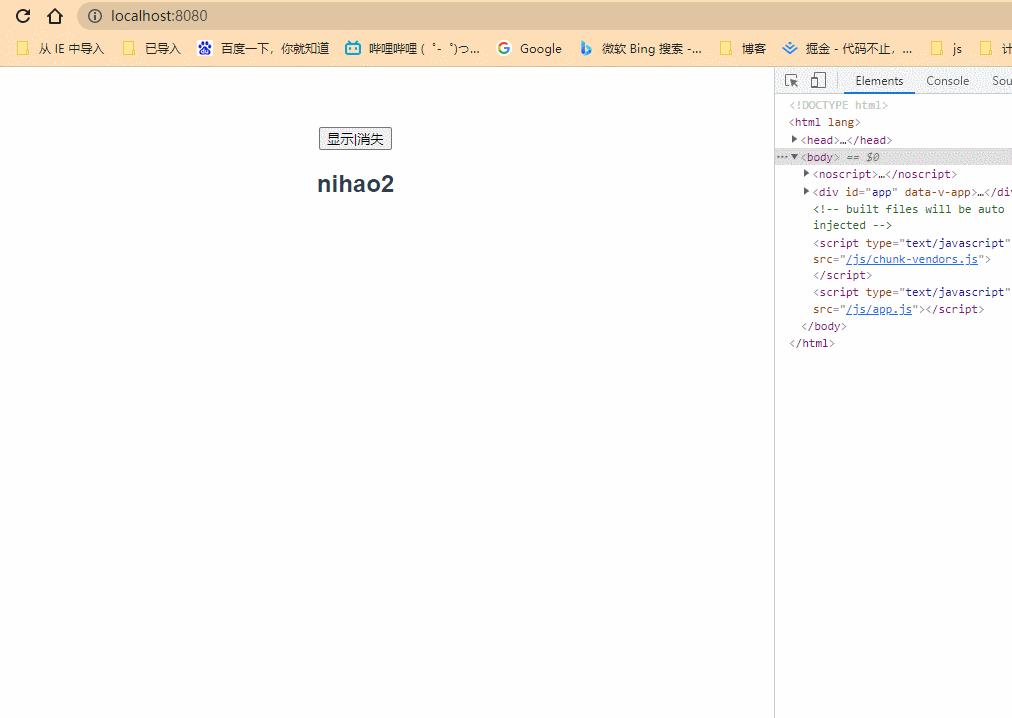 localhost:8080
从 IE 中导入 已导入 百度一下，你就知道 哔哩哔哩 ( ゜- ゜)つ... Google 微软 Bing 搜索 -... 博客 掘金 - 代码不止，... js 计
Elements Console Sou
<!DOCTYPE html>
<html lang>
<head>…</head>
显示|消失
<body> == $0
<noscript>…</noscript>
nihao2
<div id="app" data-v-app>…</div
<!-- built files will be auto
injected -->
<script type="text/javascript"
src="/js/chunk-vendors.js">
</script>
<script type="text/javascript"
src="/js/app.js"></script>
</body>
</html>